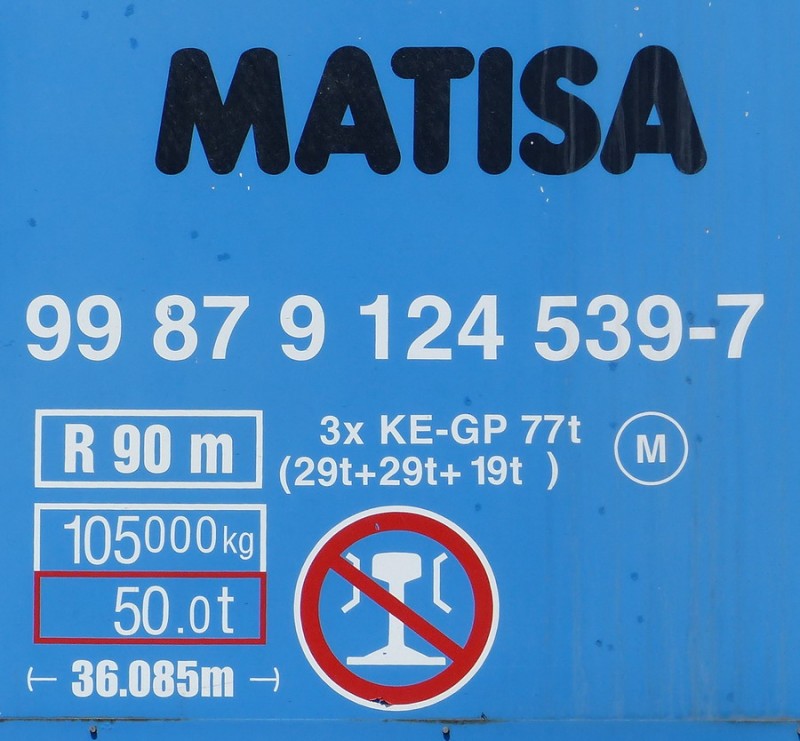 MATISA
99 87 9 124 539-7
R 90 m
3x KE-GP 77t
(29t+29t+ 19t )
M
105000kg
50.0t
36.085m